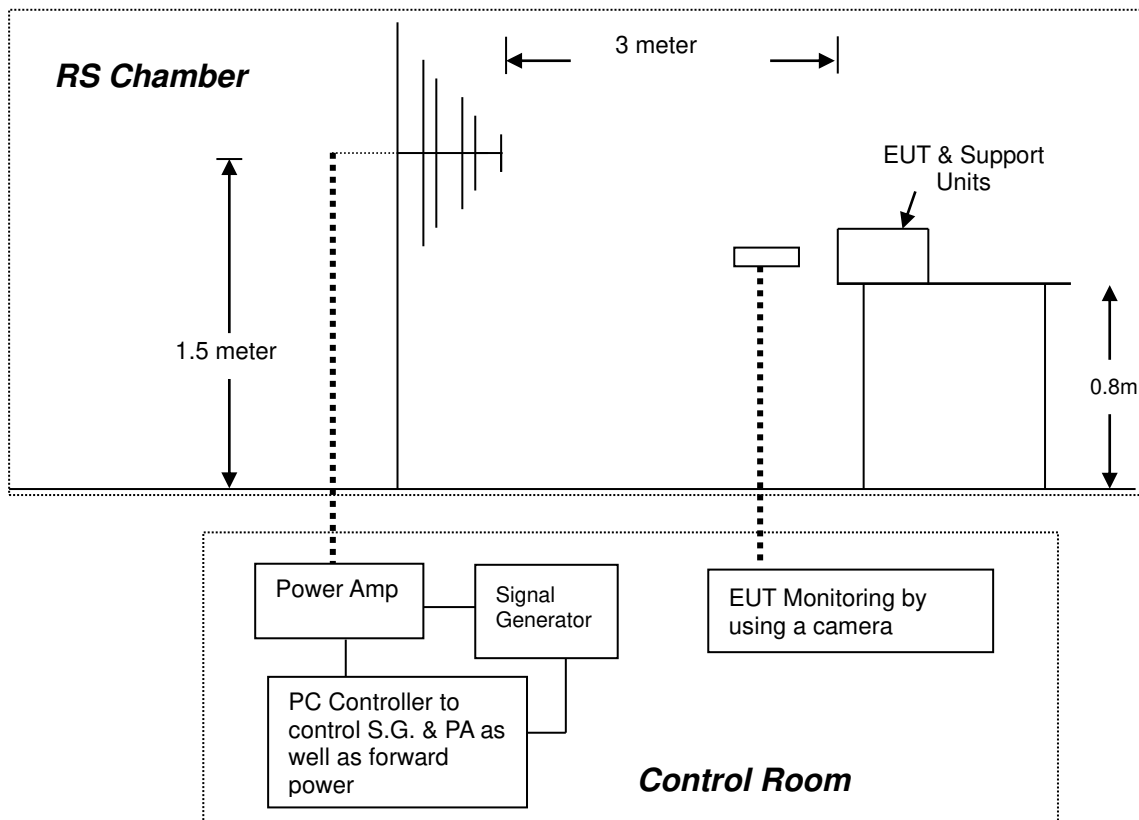 3 meter
RS Chamber
EUT & Support
Units
1.5 meter
0.8m
Power Amp
Signal
Generator
EUT Monitoring by
using a camera
PC Controller to
control S.G. & PA as
well as forward
power
Control Room